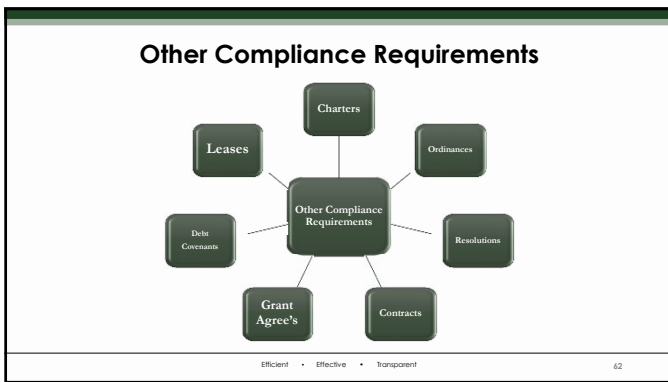 Other Compliance Requirements
Charters
Leases
Ordinances
Other Compliance
Requirements
Debt
Covenants
Resolutions
Grant
Agree's
Contracts
Efficient • Effective • Transparent
62